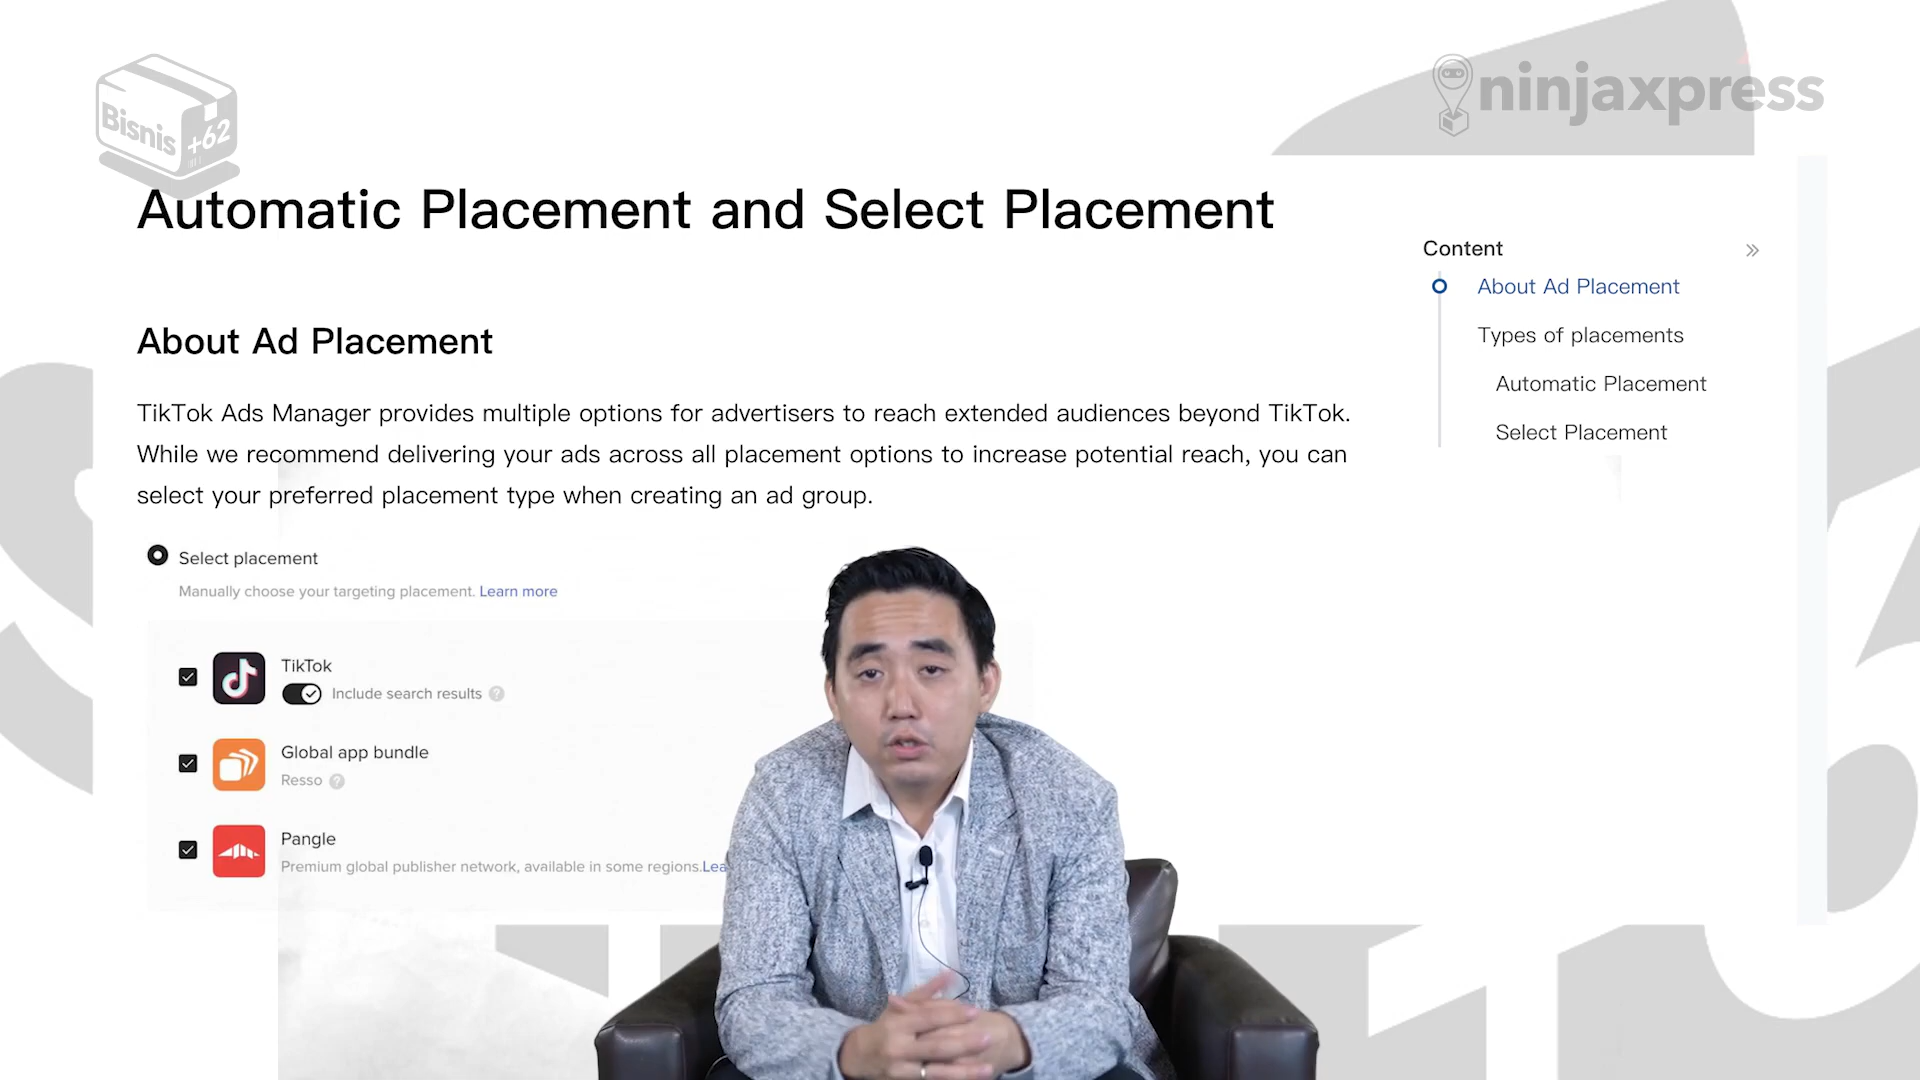 Bisnis
+62
ninjaxpress
Automatic Placement and Select Placement
Content
About Ad Placement
Types of placements
Automatic Placement
Select Placement
About Ad Placement
TikTok Ads Manager provides multiple options for advertisers to reach extended audiences beyond TikTok.
While we recommend delivering your ads across all placement options to increase potential reach, you can
select your preferred placement type when creating an ad group.
Select placement
Manually choose your targeting placement. Learn more
TikTok
Include search results ?
Global app bundle
Resso ?
Pangle
Premium global publisher network, available in some regions.Lea